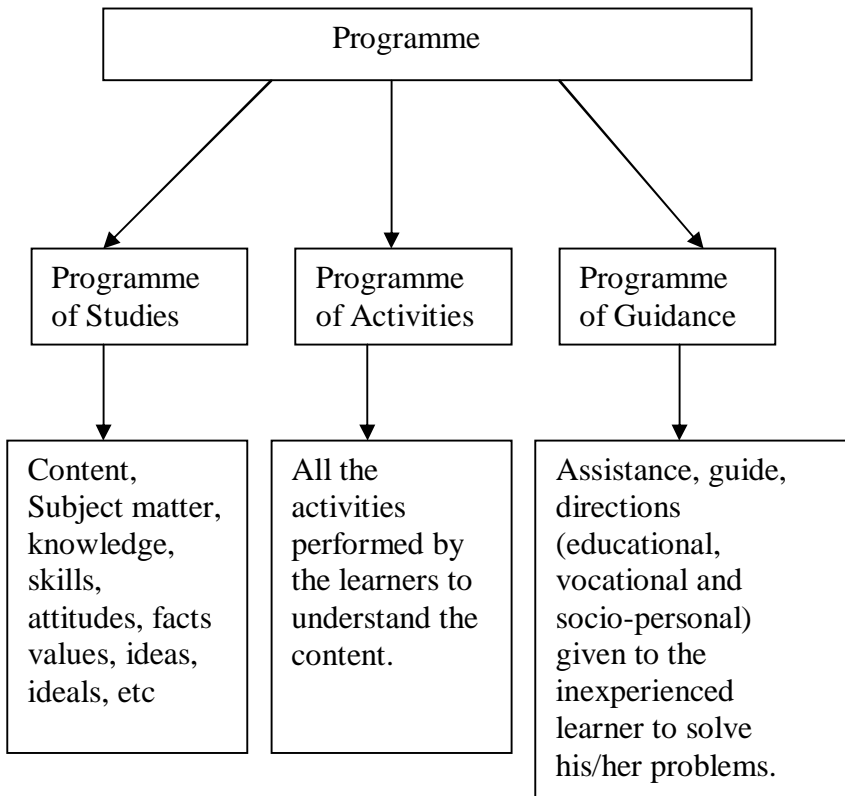 Programme
Programme
of Studies
Programme
of Activities
Programme
of Guidance
Content,
Subject matter,
knowledge,
skills,
attitudes, facts
values, ideas,
ideals, etc
All the
activities
performed by
the learners to
understand the
content.
Assistance, guide,
directions
(educational,
vocational and
socio-personal)
given to the
inexperienced
learner to solve
his/her problems.